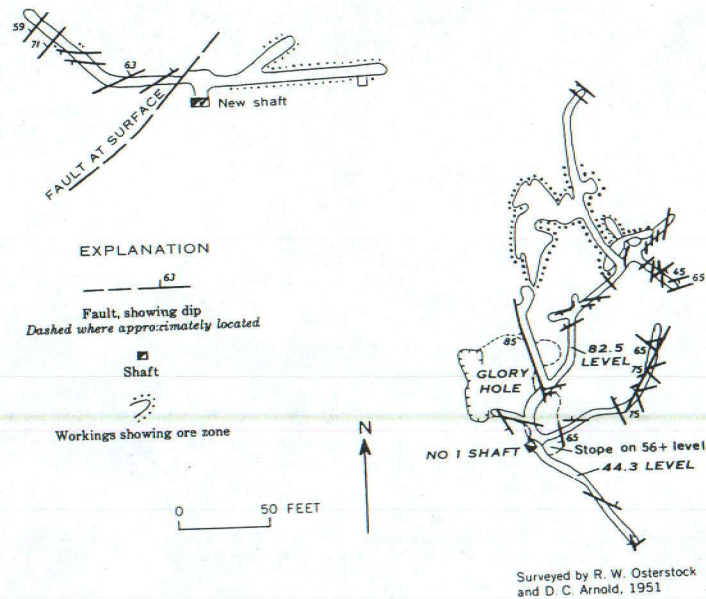 59
71
63
New shaft
FAULT AT SURFACE
EXPLANATION
63
Fault, showing dip
Dashed where approximately located
Shaft
Workings showing ore zone
0 50 FEET
N
45
65
85
82.5
LEVEL
65
75
GLORY
HOLE
75
65
NO 1 SHAFT
Stope on 56+ level
44.3 LEVEL
Surveyed by R. W. Osterstock
and D. C. Arnold, 1951